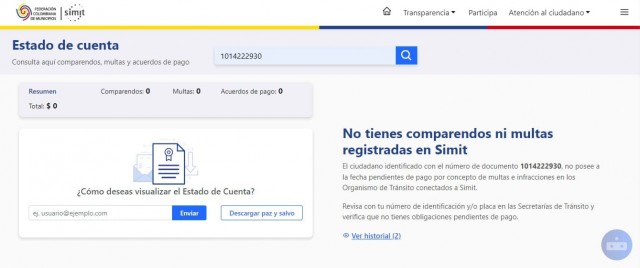 FEDERACIÓN
COLOMBIANA
DE MUNICIPIOS
simit
Transparencia
Participa
Atención al ciudadano
Estado de cuenta
Consulta aquí comparendos, multas y acuerdos de pago
1014222930
Resumen
Comparendos: 0
Multas: 0
Acuerdos de pago: 0
Total: $ 0
¿Cómo deseas visualizar el Estado de Cuenta?
ej. usuario@ejemplo.com
Enviar
Descargar paz y salvo
No tienes comparendos ni multas
registradas en Simit
El ciudadano identificado con el número de documento 1014222930, no posee a
la fecha pendientes de pago por concepto de multas e infracciones en los
Organismo de Tránsito conectados a Simit.
Revisa con tu número de identificación y/o placa en las Secretarías de Tránsito y
verifica que no tienes obligaciones pendientes de pago.
Ver historial (2)